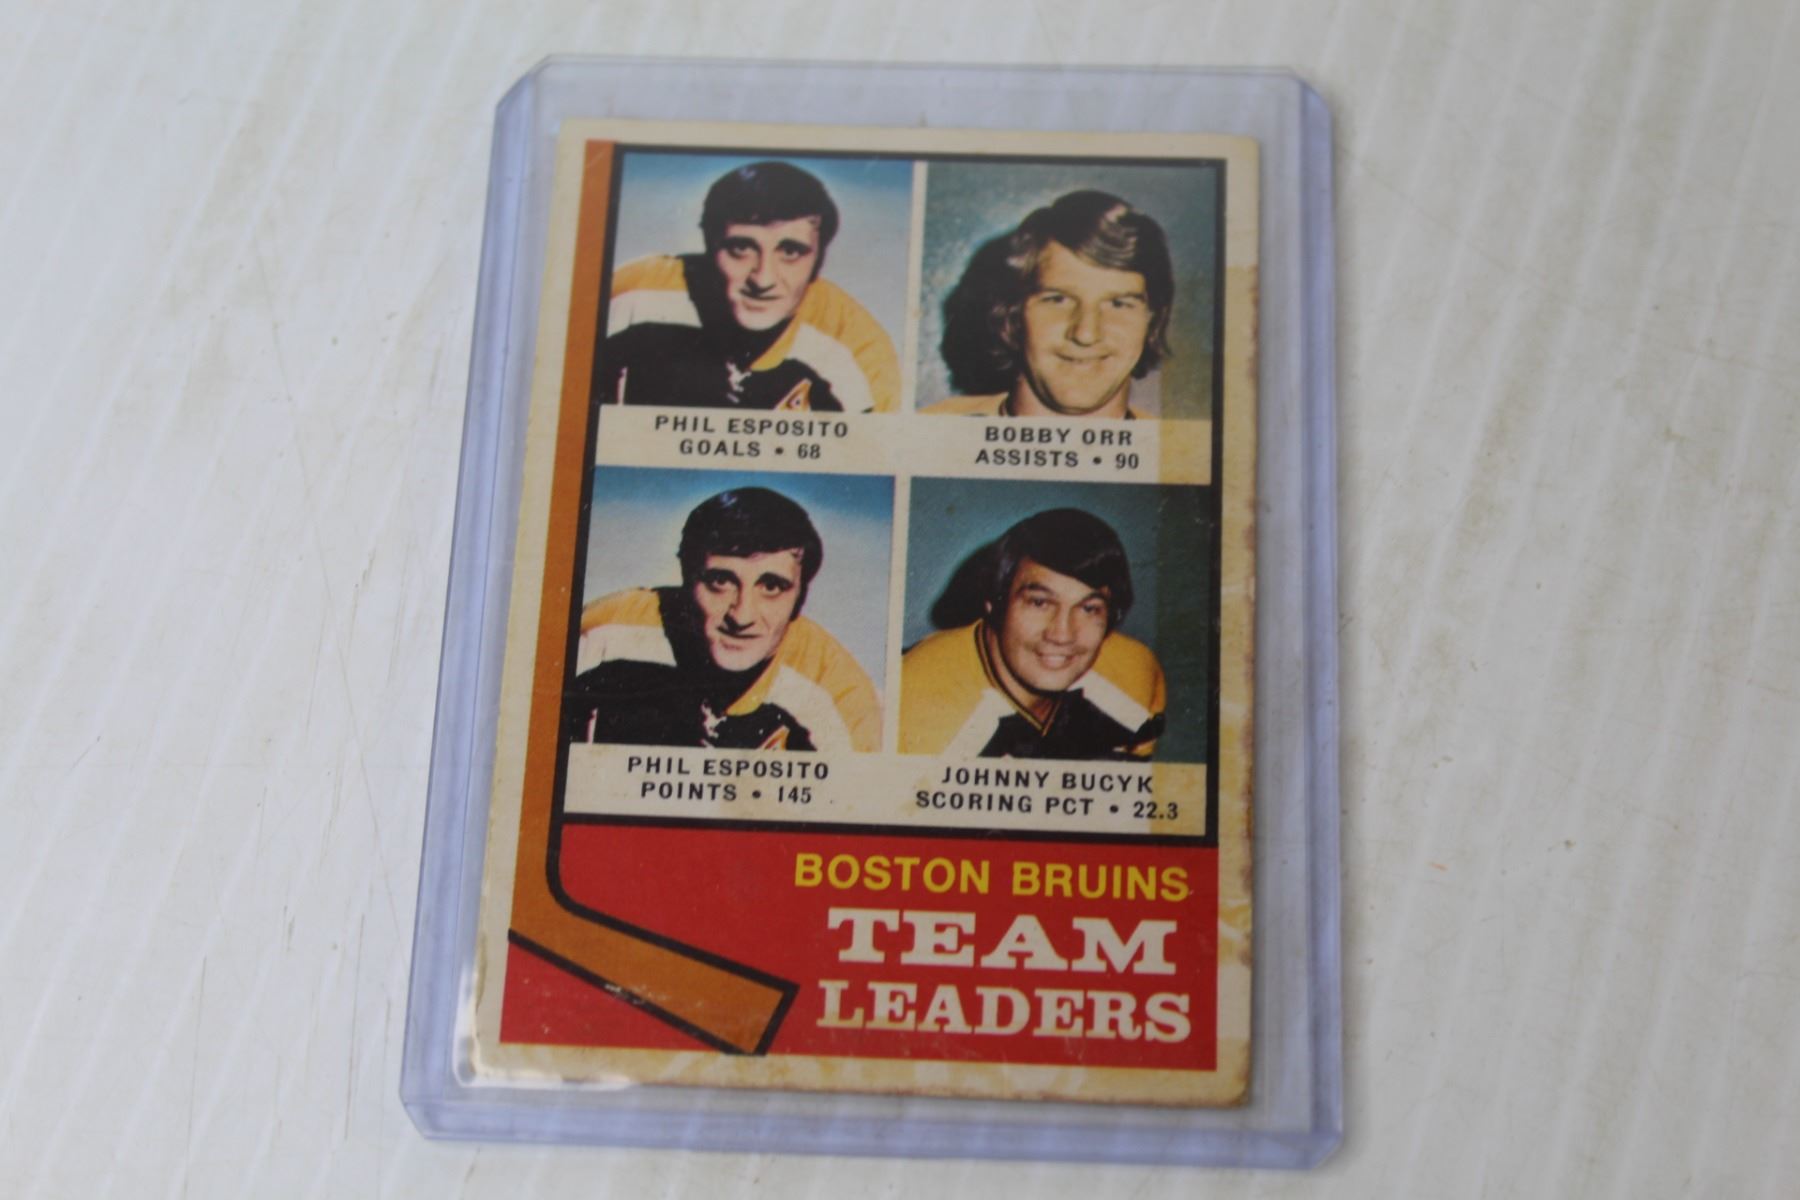 PHIL ESPOSITO
GOALS • 68
BOBBY ORR
ASSISTS • 90
PHIL ESPOSITO
POINTS • 145
JOHNNY BUCYK
SCORING PCT • 22.3
BOSTON BRUINS
TEAM
LEADERS